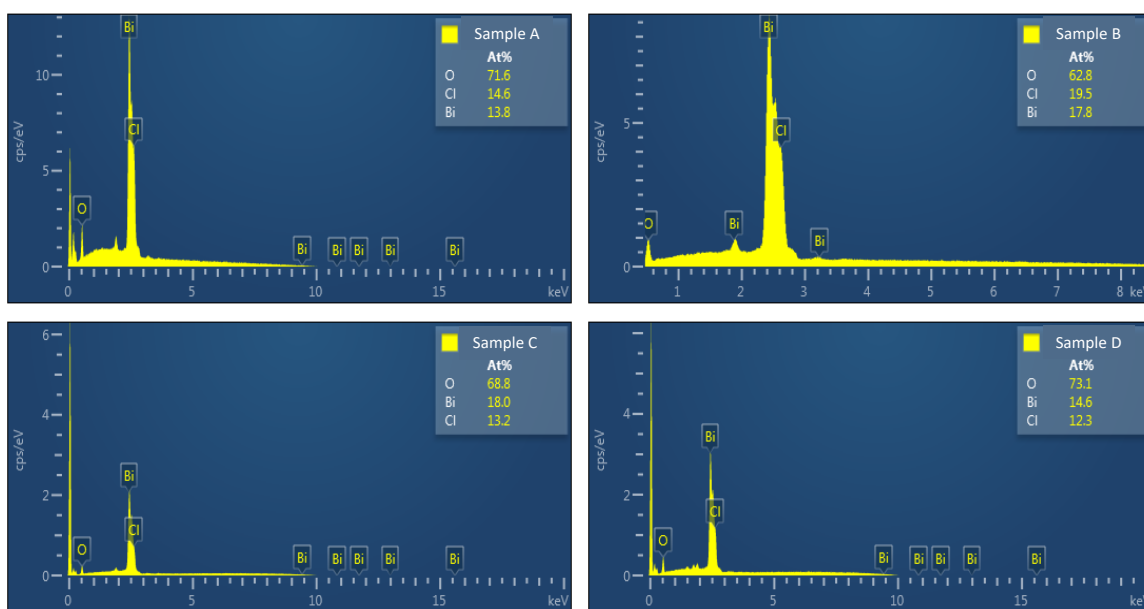 Sample A
At%
O 71.6
Cl 14.6
Bi 13.8
Bi
Cl
O
Bi Bi Bi Bi Bi
10
5
0
cps/eV
0 5 10 15 keV
Sample B
At%
O 62.8
Cl 19.5
Bi 17.8
Bi
Cl
O Bi Bi
5
0
cps/eV
1 2 3 4 5 6 7 8 keV
Sample C
At%
O 68.8
Bi 18.0
Cl 13.2
Bi
Cl
O Bi Bi Bi Bi Bi
6
4
2
0
cps/eV
0 5 10 15 keV
Sample D
At%
O 73.1
Bi 14.6
Cl 12.3
Bi
Cl
O
Bi Bi Bi Bi Bi
4
2
0
cps/eV
0 5 10 15 keV